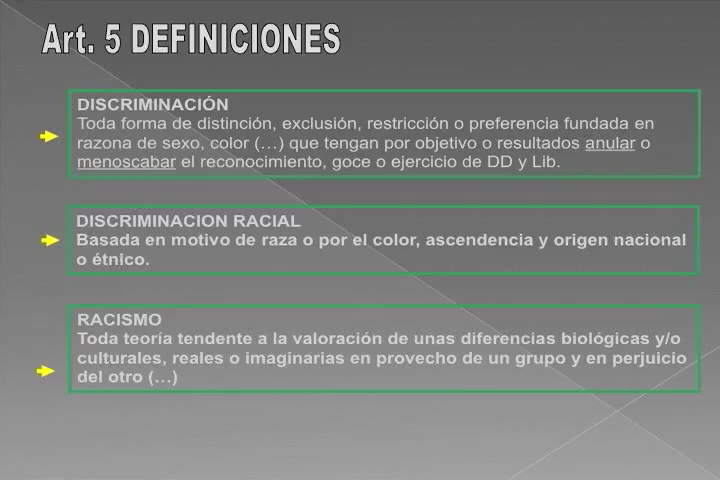 Art. 5 DEFINICIONES
DISCRIMINACIÓN
Toda forma de distinción, exclusión, restricción o preferencia fundada en
razona de sexo, color (…) que tengan por objetivo o resultados anular o
menoscabar el reconocimiento, goce o ejercicio de DD y Lib.
DISCRIMINACION RACIAL
Basada en motivo de raza o por el color, ascendencia y origen nacional
o étnico.
RACISMO
Toda teoría tendente a la valoración de unas diferencias biológicas y/o
culturales, reales o imaginarias en provecho de un grupo y en perjuicio
del otro (…)